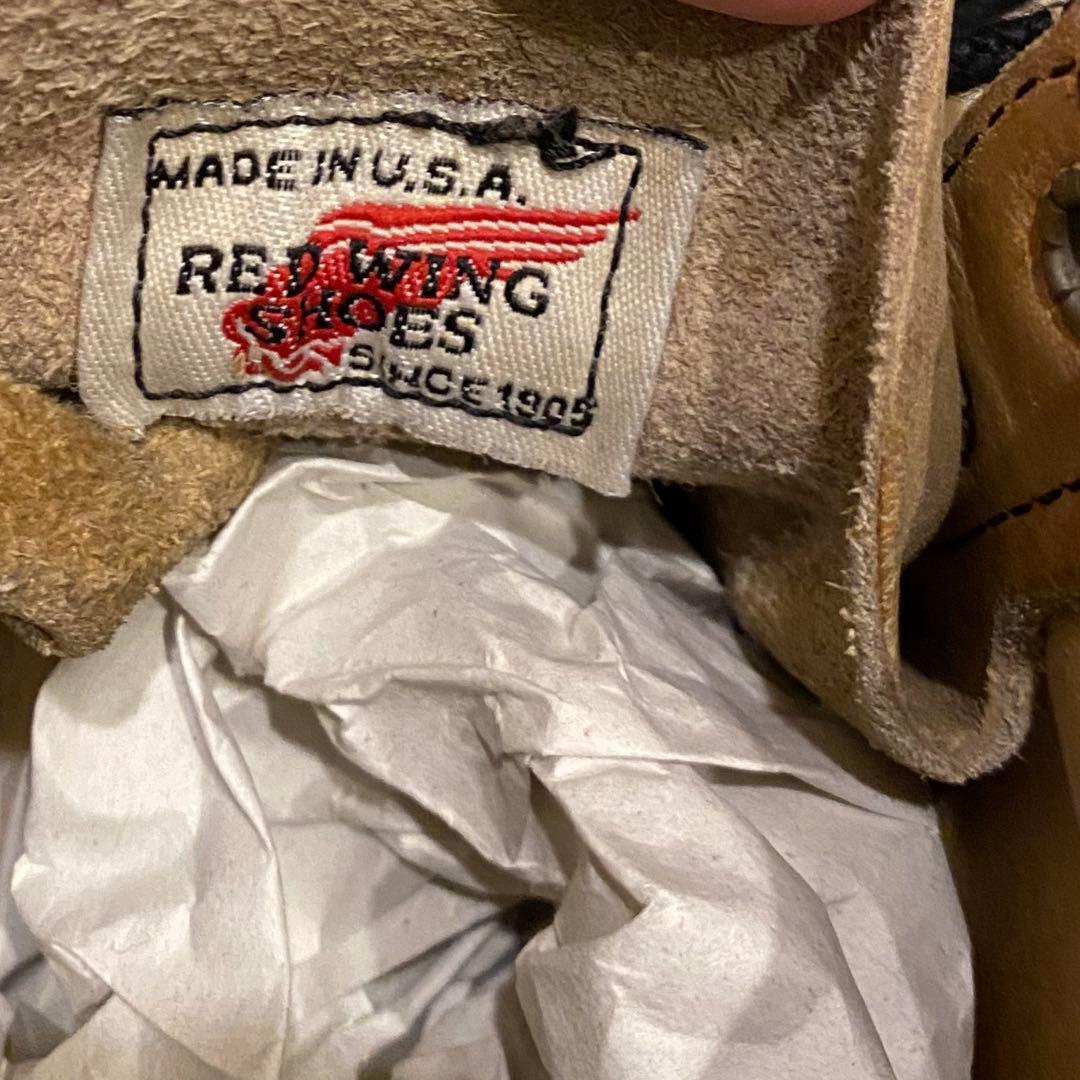 MADE IN U.S.A.
RED WING
SHOES
SINCE 1905